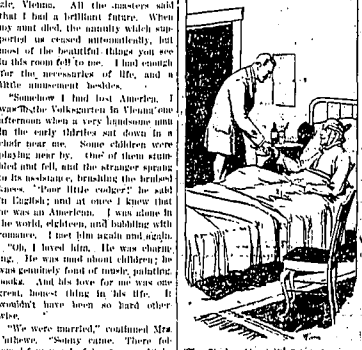 Vienna. All the masters said
that I had a brilliant future. When
my aunt died, the annuity which sup-
ported us ceased automatically, but
most of the beautiful things you see
in this room fell to me. I had enough
for the necessaries of life, and a
little amusement besides.
"Somehow I had lost America. I
was in the Volksgarten in Vienna one
afternoon when a very handsome man
in the early thirties sat down in a
chair near me. Some children were
playing near by. One of them stum-
bled and fell, and the stranger sprang
to its assistance, brushing the bruised
knees. 'Poor little codger!' he said
in English; and at once I knew that
he was an American. I was alone in
the world, eighteen, and bubbling with
romance. I met him again and again.
"Oh, I loved him. He was charm-
ing. He was mad about children; he
was genuinely fond of music, painting,
books. And his love for me was one
great, honest thing in his life. It
wouldn't have been so hard other
wise.
"We were married," continued Mrs.
"Sonny came. There fol-